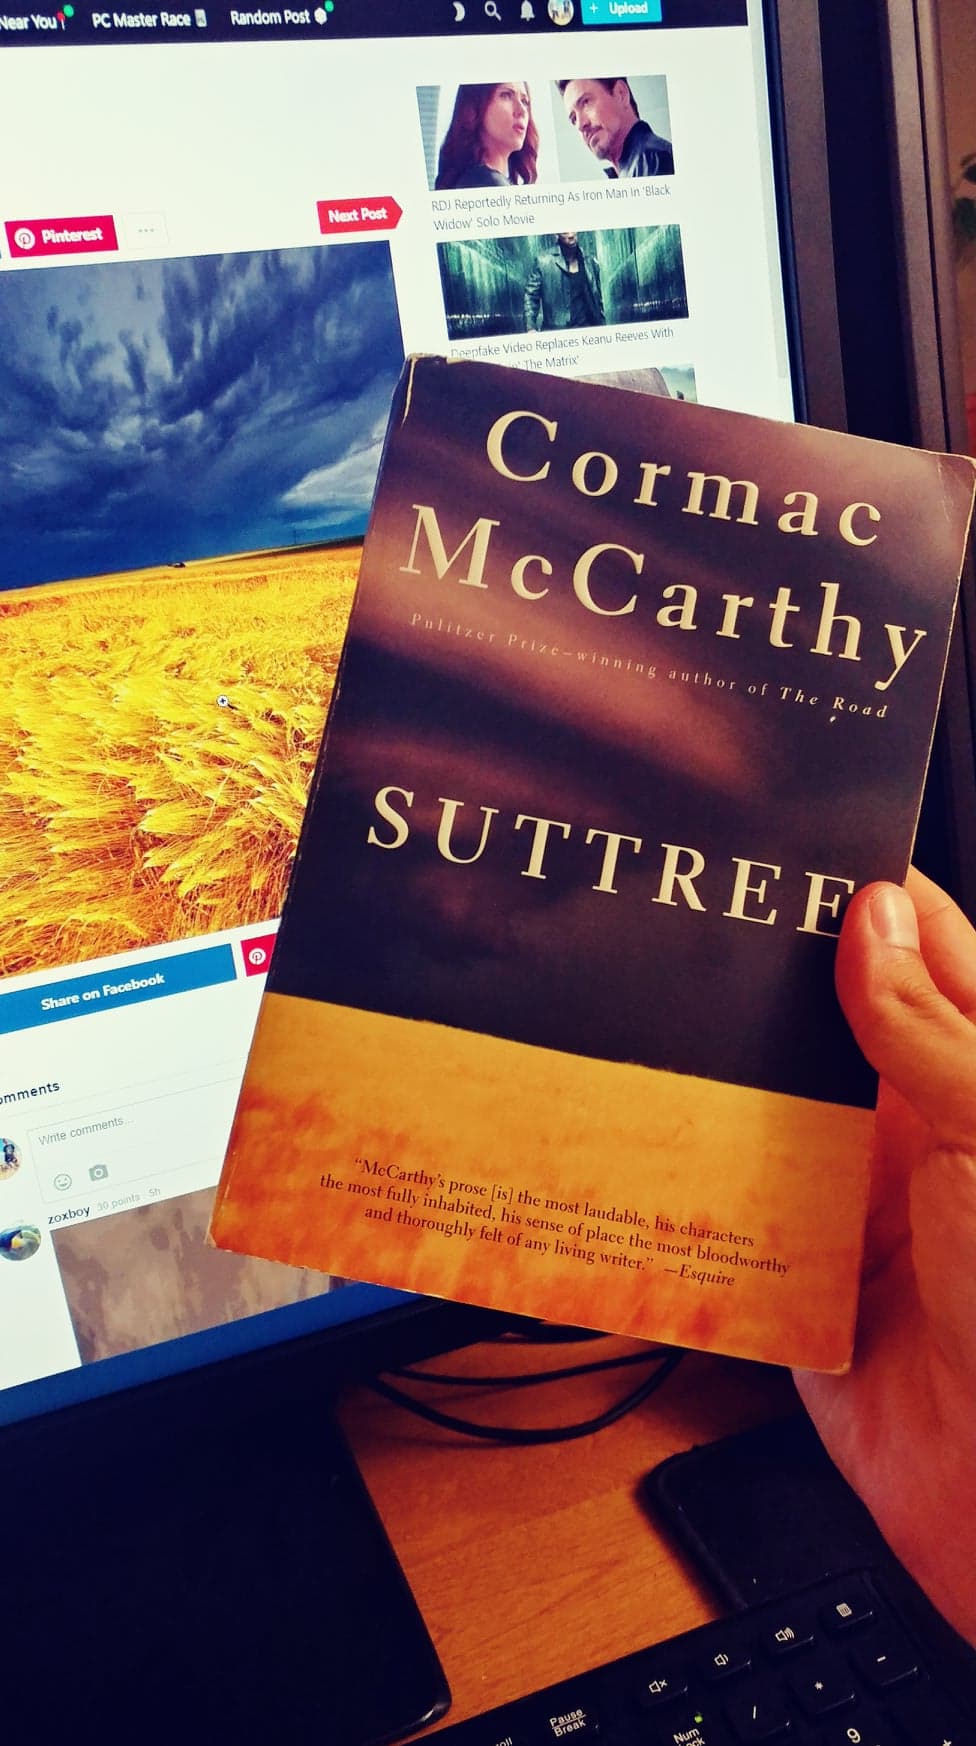 Near You PC Master Race Random Post + Upload
RDJ Reportedly Returning As Iron Man In 'Black
Widow' Solo Movie
Pinterest ... Next Post
Deepfake Video Replaces Keanu Reeves With
The Matrix'
Cormac
McCarthy
Pulitzer Prize–winning author of The Road
SUTTREE
Share on Facebook
omments
Write comments...
zoxboy 30 points · 5h
“McCarthy's prose [is] the most laudable, his characters
the most fully inhabited, his sense of place the most bloodworthy
and thoroughly felt of any living writer.” —Esquire
Pause
Break
Num
Lock
/
*
-
9
+